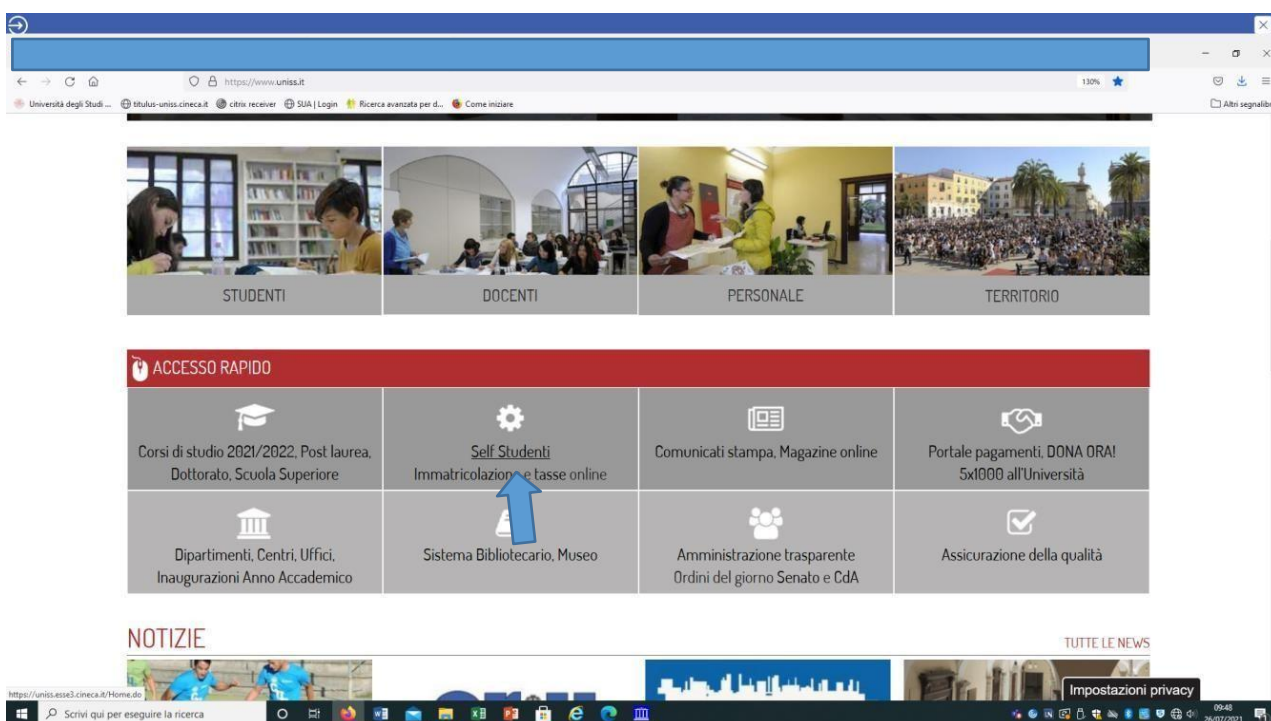 https://www.uniss.it
130%
Università degli Studi ...
titulus-uniss.cineca.it
citrix receiver
SUA | Login
Ricerca avanzata per d...
Come iniziare
Altri segnalibri
STUDENTI
DOCENTI
PERSONALE
TERRITORIO
ACCESSO RAPIDO
Corsi di studio 2021/2022, Post laurea,
Dottorato, Scuola Superiore
Self Studenti
Immatricolazione e tasse online
Comunicati stampa, Magazine online
Portale pagamenti, DONA ORA!
5x1000 all'Università
Dipartimenti, Centri, Uffici,
Inaugurazioni Anno Accademico
Sistema Bibliotecario, Museo
Amministrazione trasparente
Ordini del giorno Senato e CdA
Assicurazione della qualità
NOTIZIE
TUTTE LE NEWS
https://uniss.esse3.cineca.it/Home.do
Impostazioni privacy
Scrivi qui per eseguire la ricerca
09:48
26/07/2021